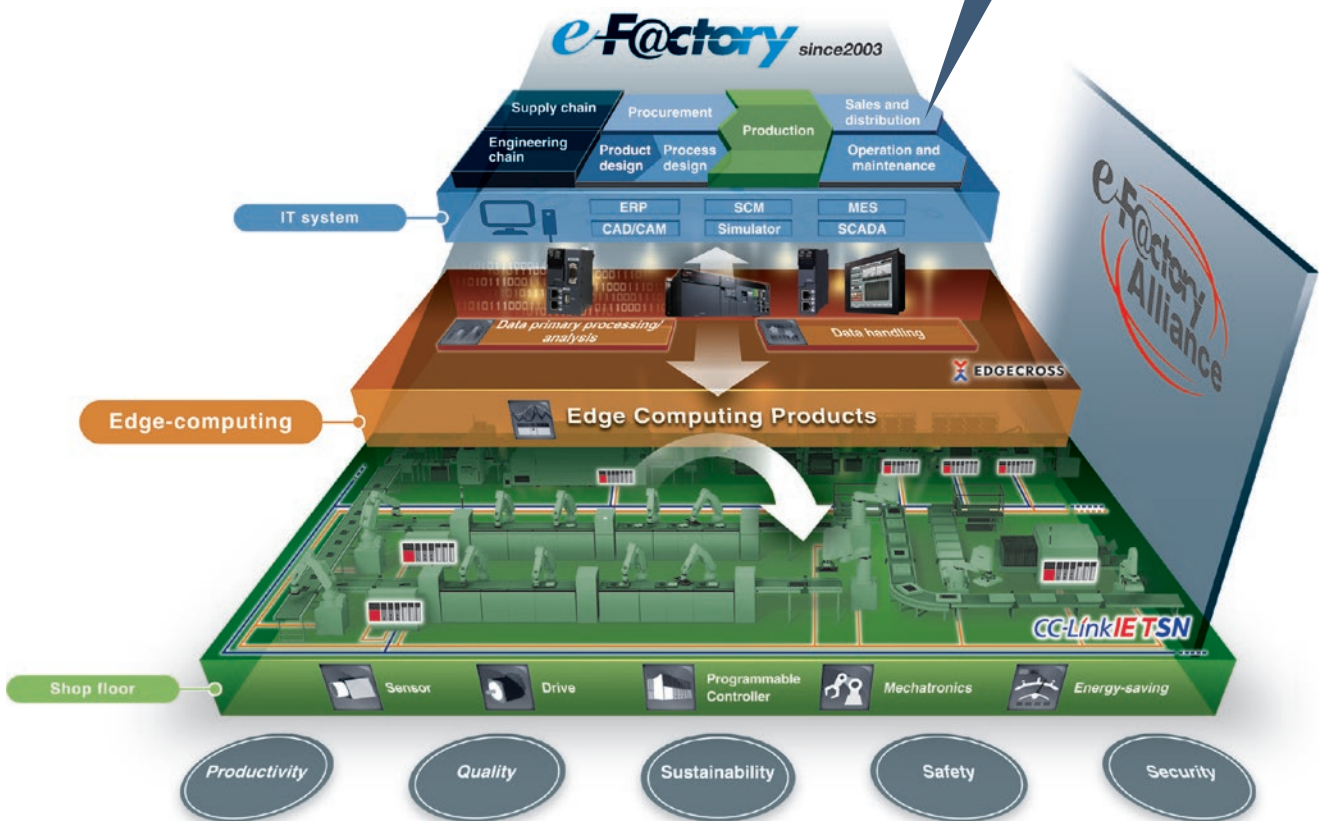 e-F@ctory since2003
Supply chain
Procurement
Production
Sales and
distribution
Engineering
chain
Product
design
Process
design
Operation and
maintenance
IT system
ERP
SCM
MES
CAD/CAM
Simulator
SCADA
Data primary processing/
analysis
Data handling
EDGECROSS
Edge-computing
Edge Computing Products
e-F@ctory
Alliance
CC-Link IE TSN
Shop floor
Sensor
Drive
Programmable
Controller
Mechatronics
Energy-saving
Productivity
Quality
Sustainability
Safety
Security